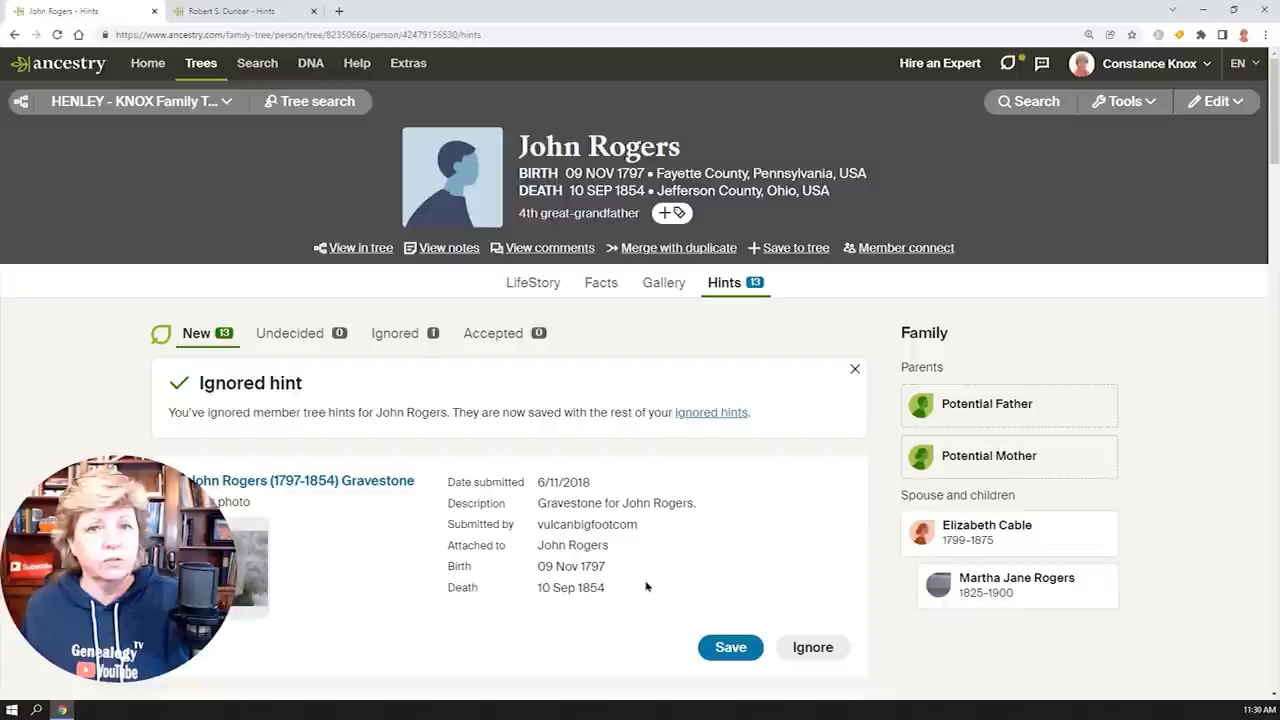 John Rogers - Hints
Robert S. Dunbar - Hints
https://www.ancestry.com/family-tree/person/tree/82350666/person/42479156530/hints
ancestry
Home Trees Search DNA Help Extras
Hire an Expert
Constance Knox
EN
HENLEY - KNOX Family T...
Tree search
Search
Tools
Edit
John Rogers
BIRTH 09 NOV 1797 • Fayette County, Pennsylvania, USA
DEATH 10 SEP 1854 • Jefferson County, Ohio, USA
4th great-grandfather
View in tree View notes View comments Merge with duplicate Save to tree Member connect
LifeStory Facts Gallery Hints 13
New 13 Undecided 0 Ignored 1 Accepted 0
Ignored hint
You've ignored member tree hints for John Rogers. They are now saved with the rest of your ignored hints.
John Rogers (1797-1854) Gravestone
photo
Date submitted 6/11/2018
Description Gravestone for John Rogers.
Submitted by vulcanbigfootcom
Attached to John Rogers
Birth 09 Nov 1797
Death 10 Sep 1854
Save
Ignore
Family
Parents
Potential Father
Potential Mother
Spouse and children
Elizabeth Cable
1799–1875
Martha Jane Rogers
1825–1900
Subscribe
Genealogy TV
YouTube
11:30 AM